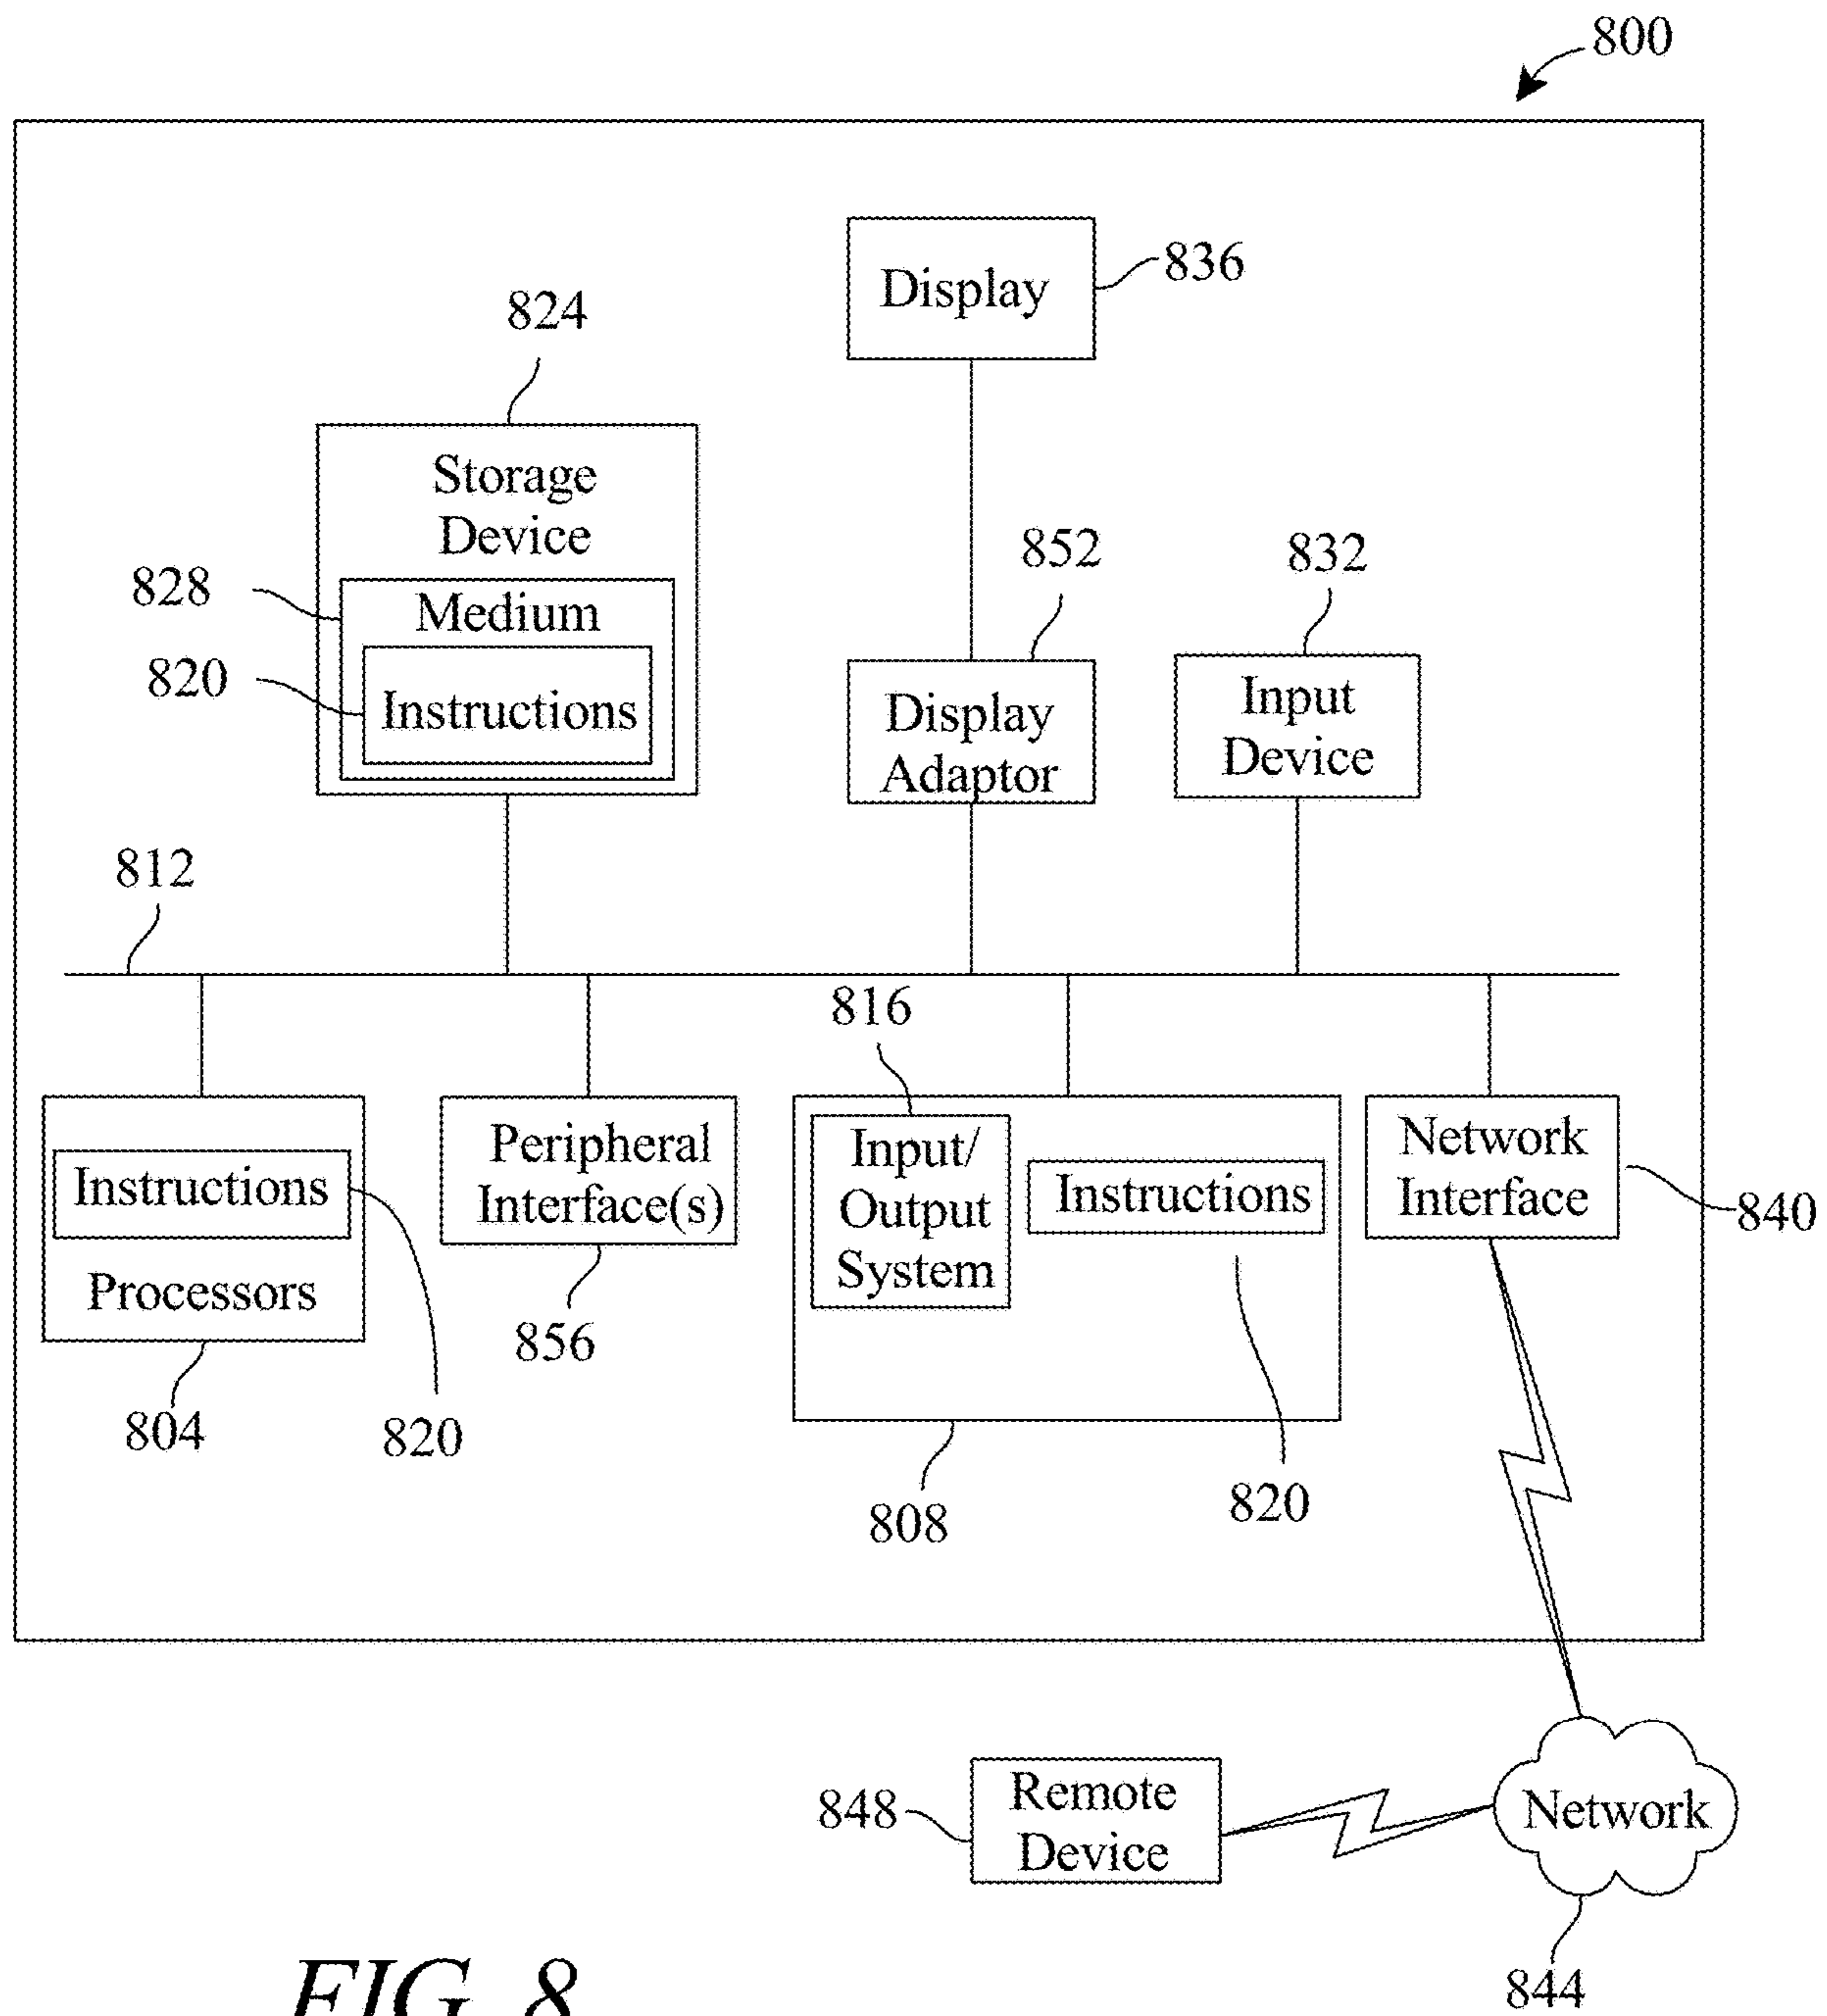 800
Display
836
824
Storage
Device
828
Medium
820
Instructions
852
Display
Adaptor
832
Input
Device
812
816
Instructions
Processors
804
820
Peripheral
Interface(s)
856
Input/
Output
System
Instructions
808
820
Network
Interface
840
848
Remote
Device
Network
844
FIG. 8